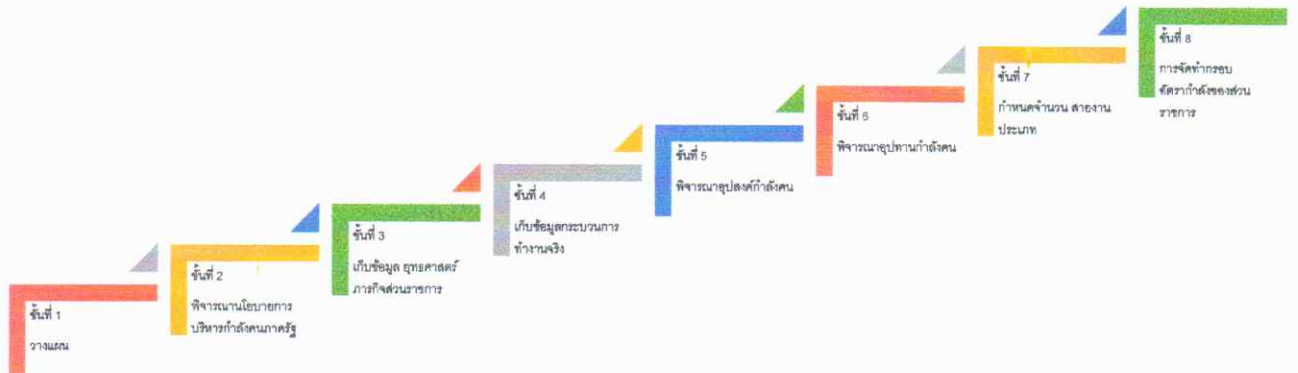 ขั้นที่ 1
วางแผน
ขั้นที่ 2
พิจารณานโยบายการ
บริหารกำลังคนภาครัฐ
ขั้นที่ 3
เก็บข้อมูล ยุทธศาสตร์
ภารกิจส่วนราชการ
ขั้นที่ 4
เก็บข้อมูลกระบวนการ
ทำงานจริง
ขั้นที่ 5
พิจารณาอุปสงค์กำลังคน
ขั้นที่ 6
พิจารณาอุปทานกำลังคน
ขั้นที่ 7
กำหนดจำนวน สายงาน
ประเภท
ขั้นที่ 8
การจัดทำกรอบ
อัตรากำลังของส่วน
ราชการ